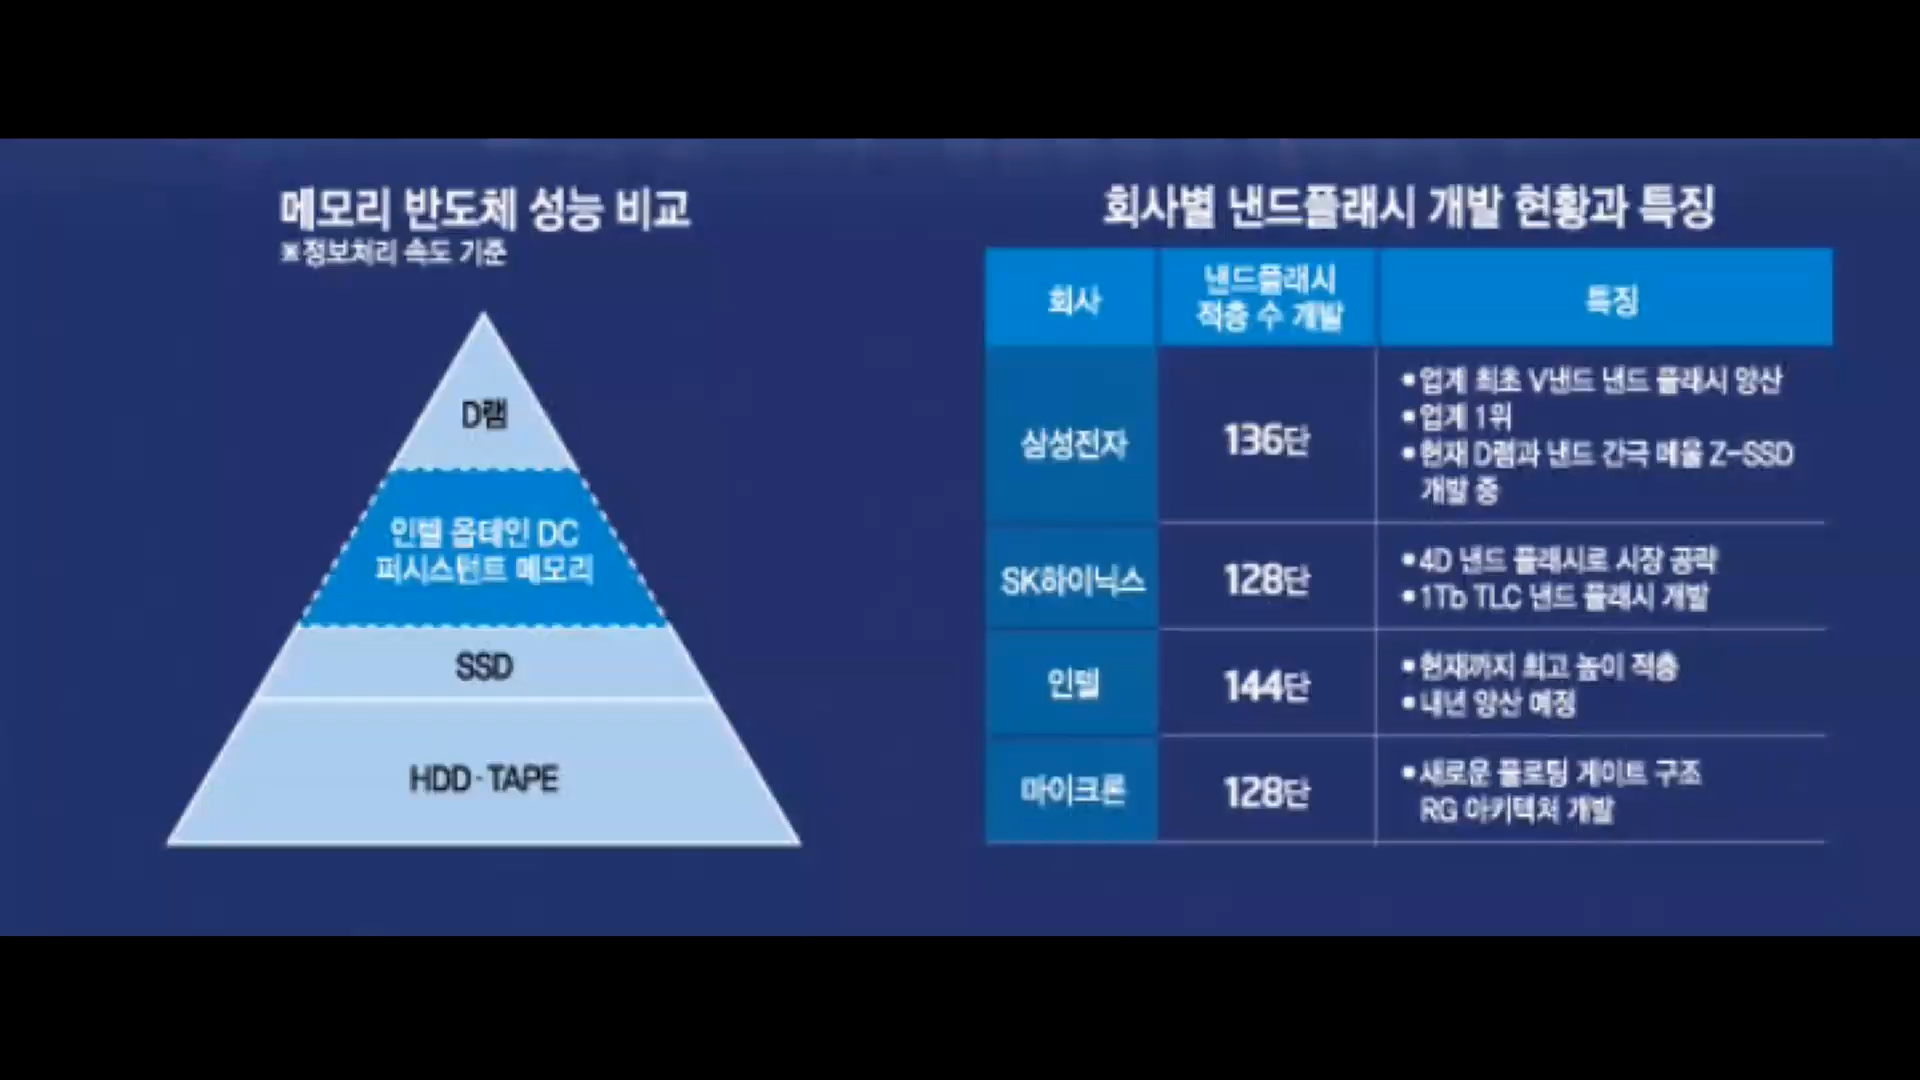 메모리 반도체 성능 비교
※정보처리 속도 기준
D램
인텔 옵테인 DC
퍼시스턴트 메모리
SSD
HDD·TAPE
회사별 낸드플래시 개발 현황과 특징
회사
낸드플래시
적층 수 개발
특징
삼성전자
136단
•업계 최초 V낸드 낸드 플래시 양산
•업계 1위
•현재 D램과 낸드 간극 메울 Z-SSD
개발 중
SK하이닉스
128단
•4D 낸드 플래시로 시장 공략
•1Tb TLC 낸드 플래시 개발
인텔
144단
•현재까지 최고 높이 적층
•내년 양산 예정
마이크론
128단
•새로운 플로팅 게이트 구조
RG 아키텍처 개발